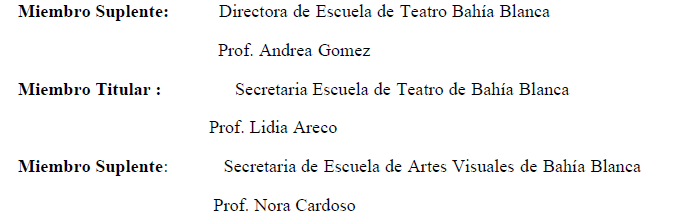 Miembro Suplente: Directora de Escuela de Teatro Bahía Blanca
Prof. Andrea Gomez
Miembro Titular : Secretaria Escuela de Teatro de Bahía Blanca
Prof. Lidia Areco
Miembro Suplente: Secretaria de Escuela de Artes Visuales de Bahía Blanca
Prof. Nora Cardoso